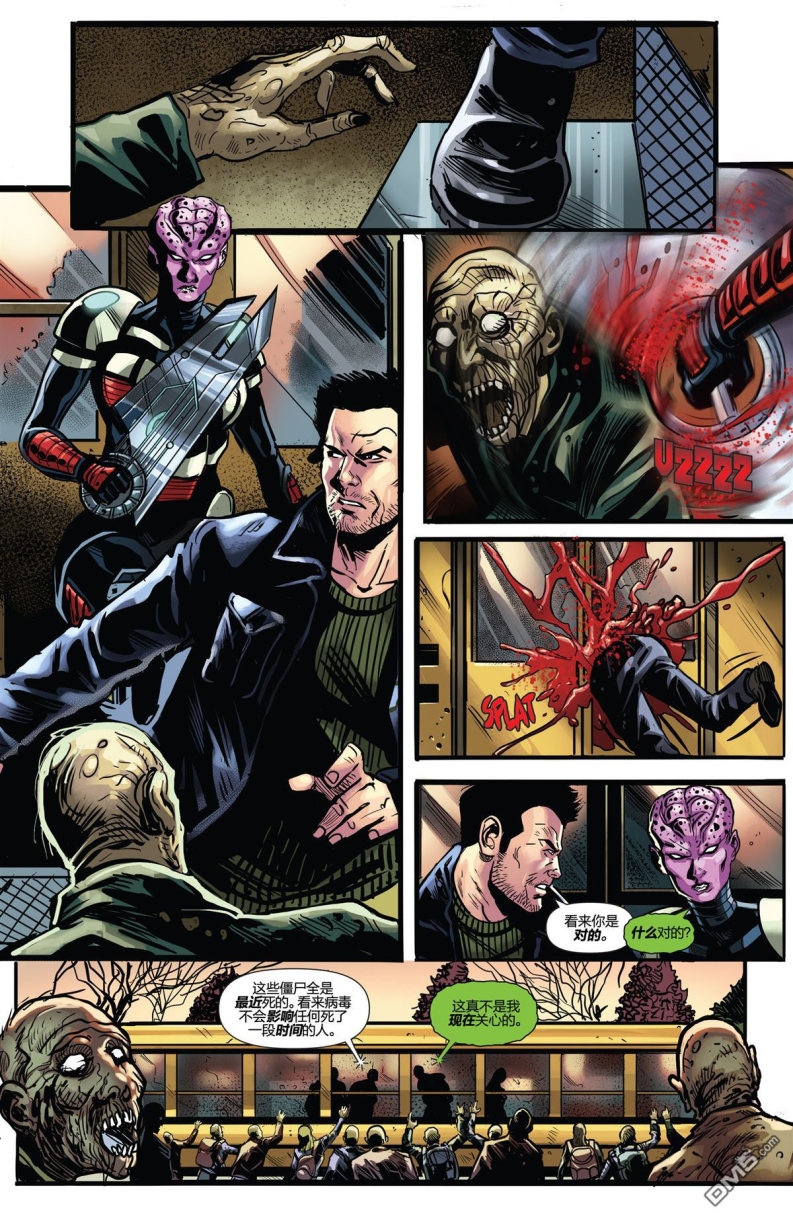 VZZZZ
SPLAT
看来你是
对的。
什么对的?
这些僵尸全是
最近死的。看来病毒
不会影响任何死了
一段时间的人。
这真不是我
现在关心的。
DM5.com